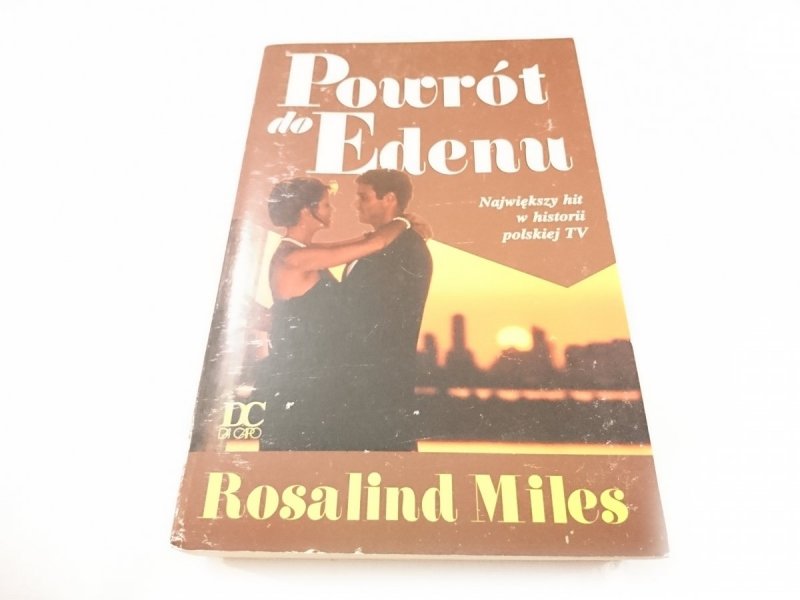 Powrót
do Edenu
Największy hit
w historii
polskiej TV
DC
DA CAPO
Rosalind Miles